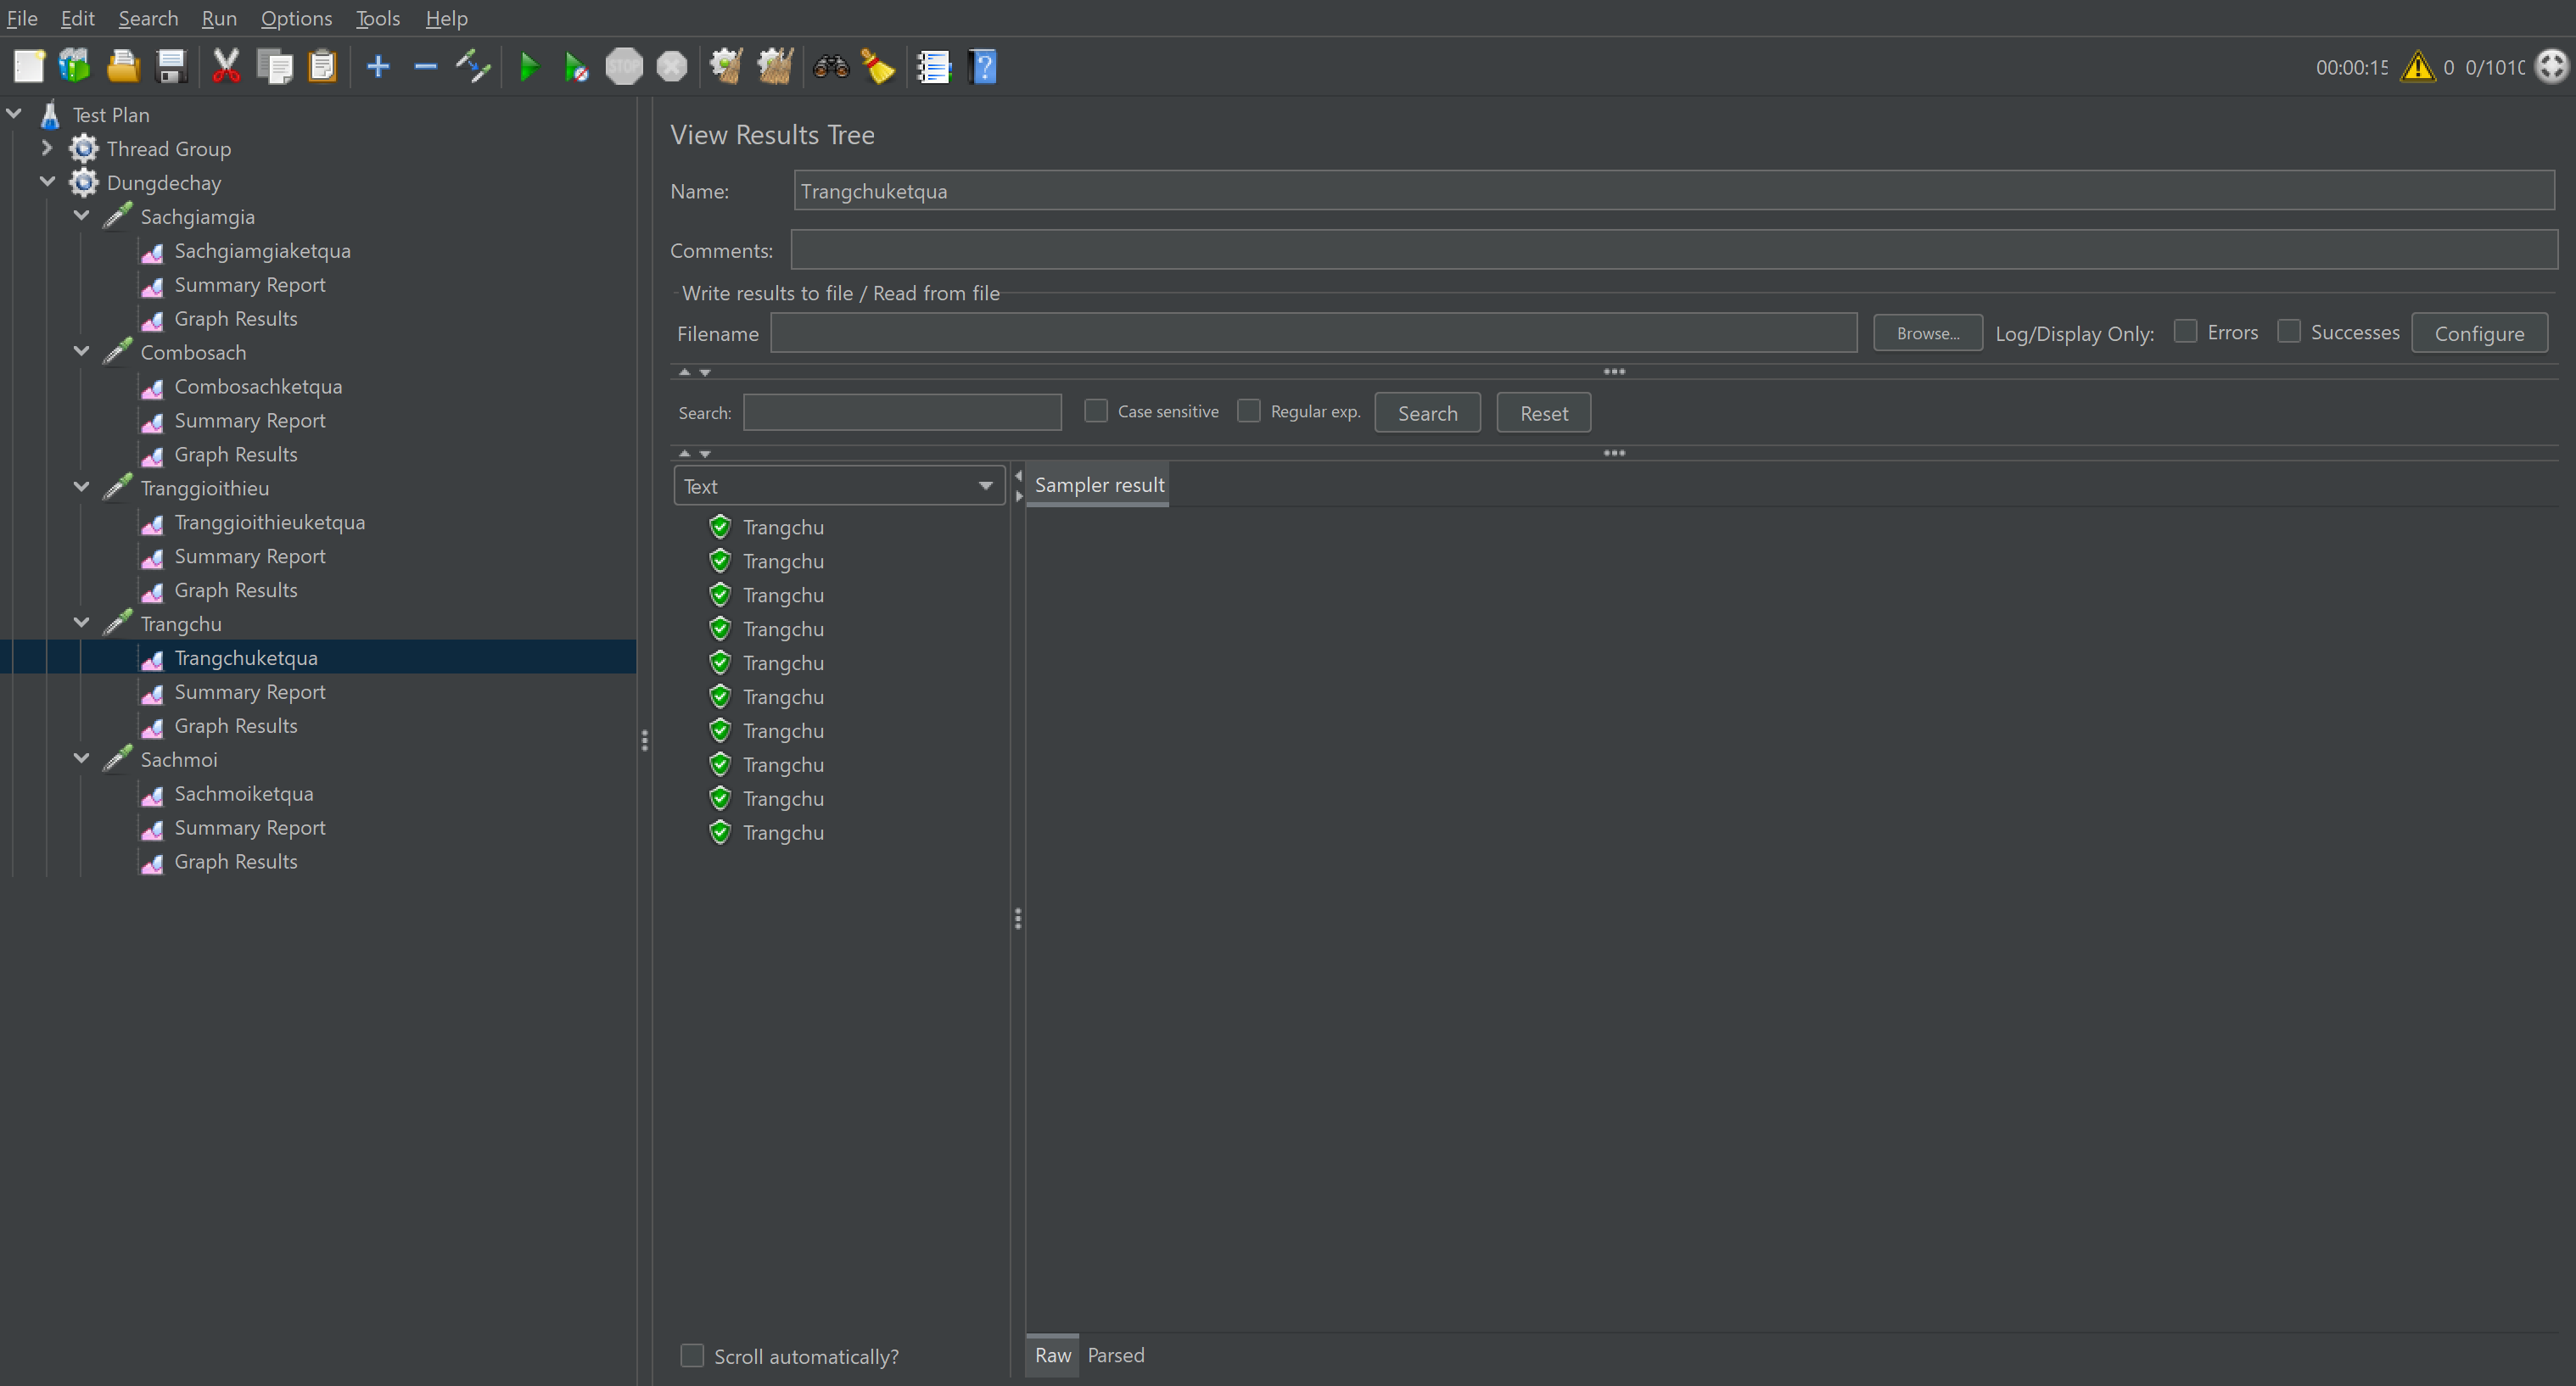 File Edit Search Run Options Tools Help
STOP
?
00:00:15 0 0/1010
Test Plan
Thread Group
Dungdechay
Sachgiamgia
Sachgiamgiaketqua
Summary Report
Graph Results
Combosach
Combosachketqua
Summary Report
Graph Results
Tranggioithieu
Tranggioithieuketqua
Summary Report
Graph Results
Trangchu
Trangchuketqua
Summary Report
Graph Results
Sachmoi
Sachmoiketqua
Summary Report
Graph Results
View Results Tree
Name: Trangchuketqua
Comments:
Write results to file / Read from file
Filename Browse... Log/Display Only: Errors Successes Configure
Search: Case sensitive Regular exp. Search Reset
Text
Trangchu
Trangchu
Trangchu
Trangchu
Trangchu
Trangchu
Trangchu
Trangchu
Trangchu
Trangchu
Scroll automatically?
Sampler result
Raw Parsed